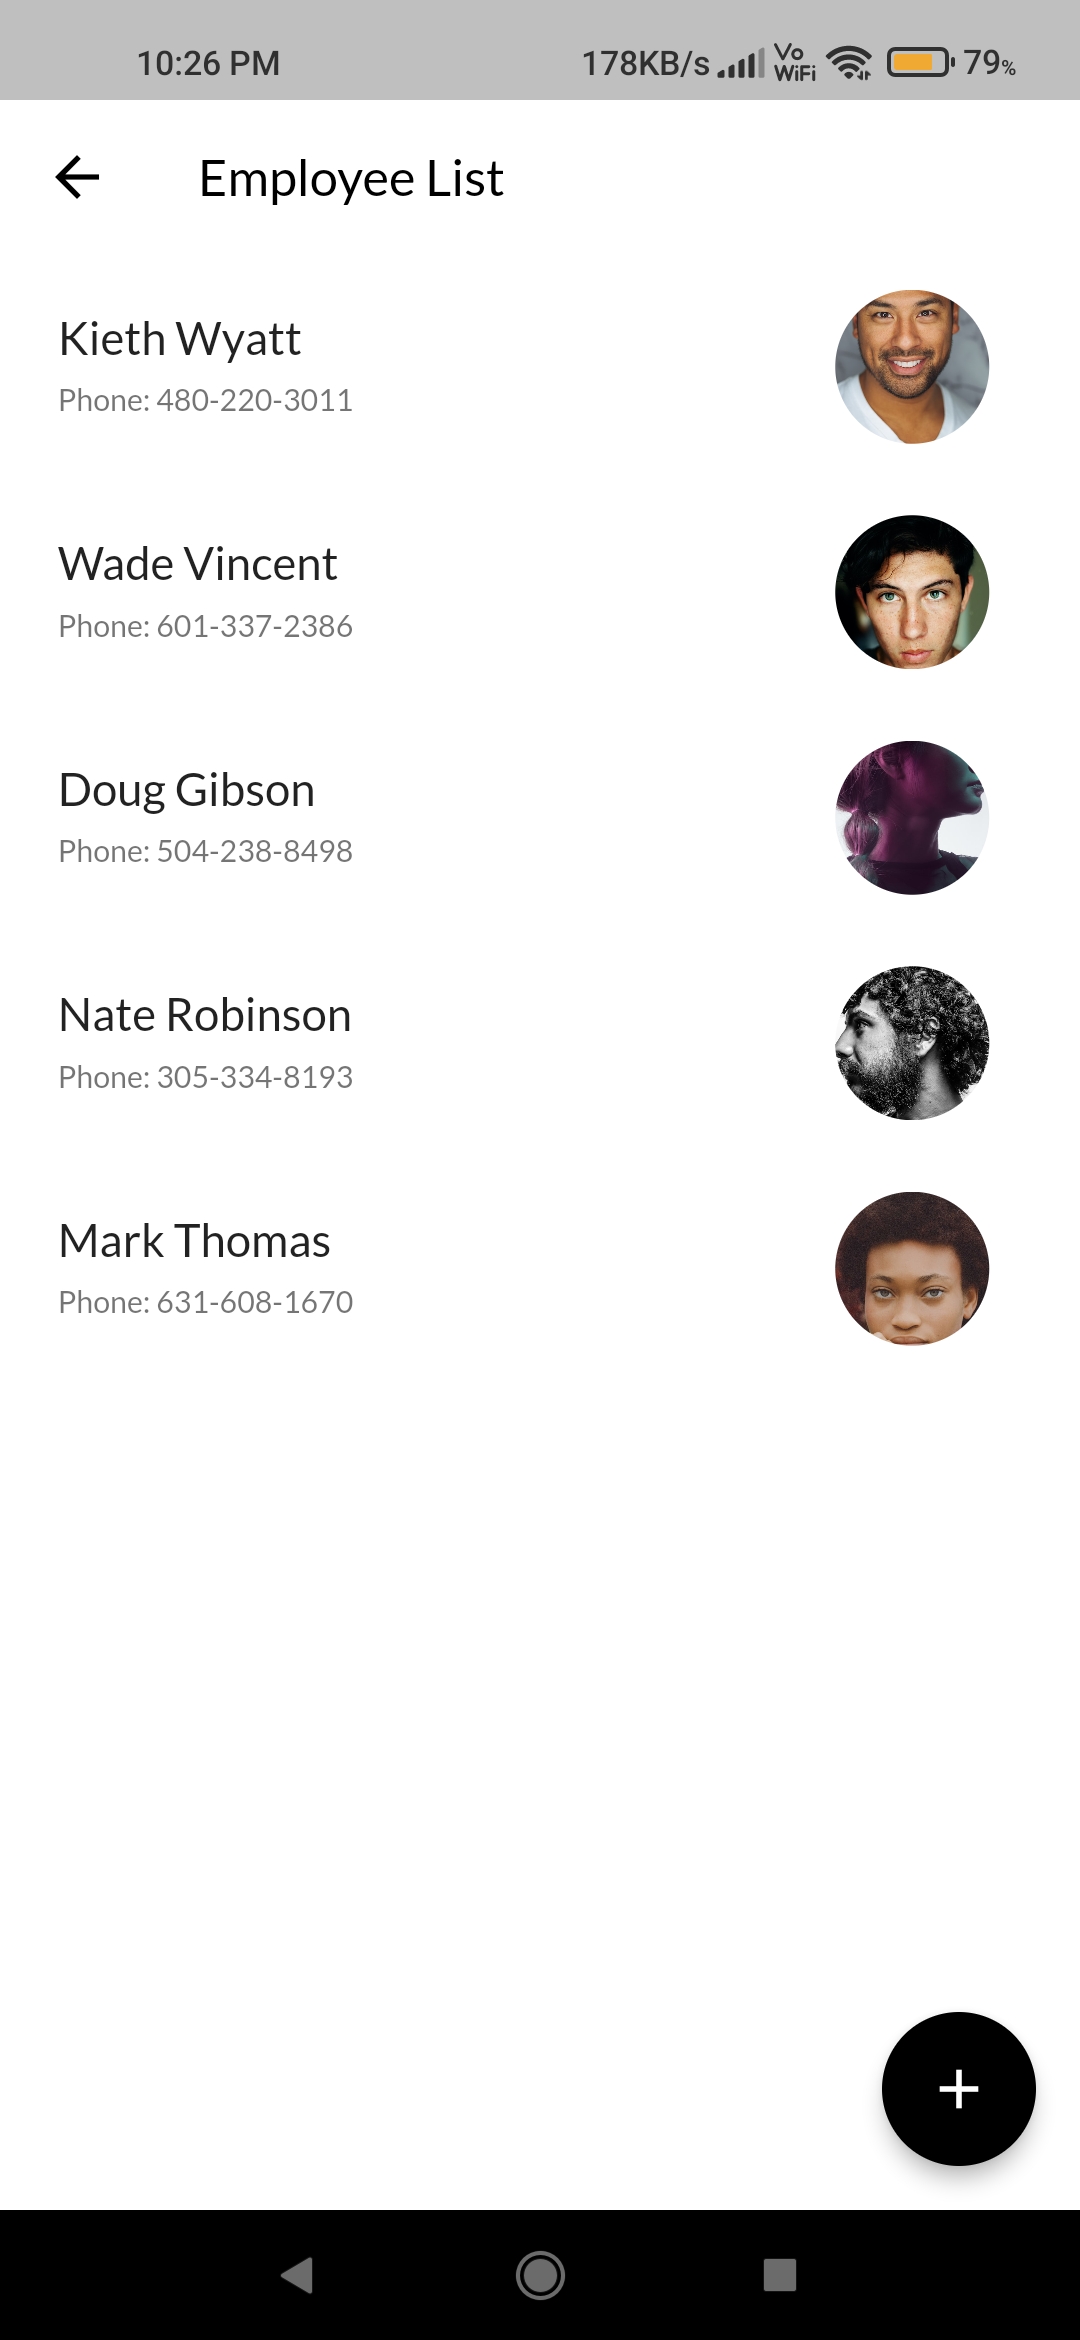 10:26 PM 178KB/s Vo WiFi 79%
Employee List
Kieth Wyatt
Phone: 480-220-3011
Wade Vincent
Phone: 601-337-2386
Doug Gibson
Phone: 504-238-8498
Nate Robinson
Phone: 305-334-8193
Mark Thomas
Phone: 631-608-1670